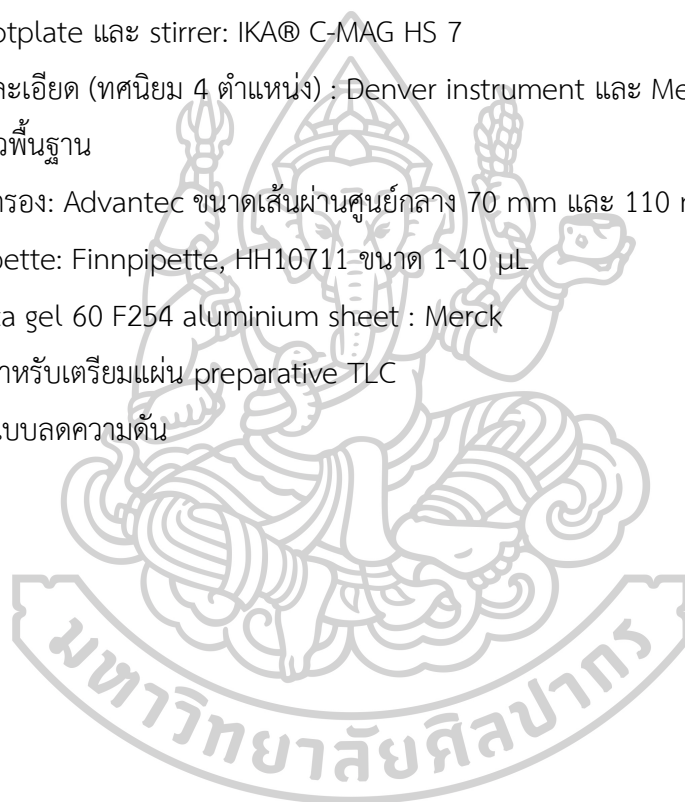 otplate และ stirrer: IKA® C-MAG HS 7
ละเอียด (ทศนิยม 4 ตำแหน่ง) : Denver instrument และ Me
วพื้นฐาน
รอง: Advantec ขนาดเส้นผ่านศูนย์กลาง 70 mm และ 110 
pette: Finnpipette, HH10711 ขนาด 1-10 µL
a gel 60 F254 aluminium sheet : Merck
ำหรับเตรียมแผ่น preparative TLC
แบบลดความดัน
มหาวิทยาลัยศิลปากร